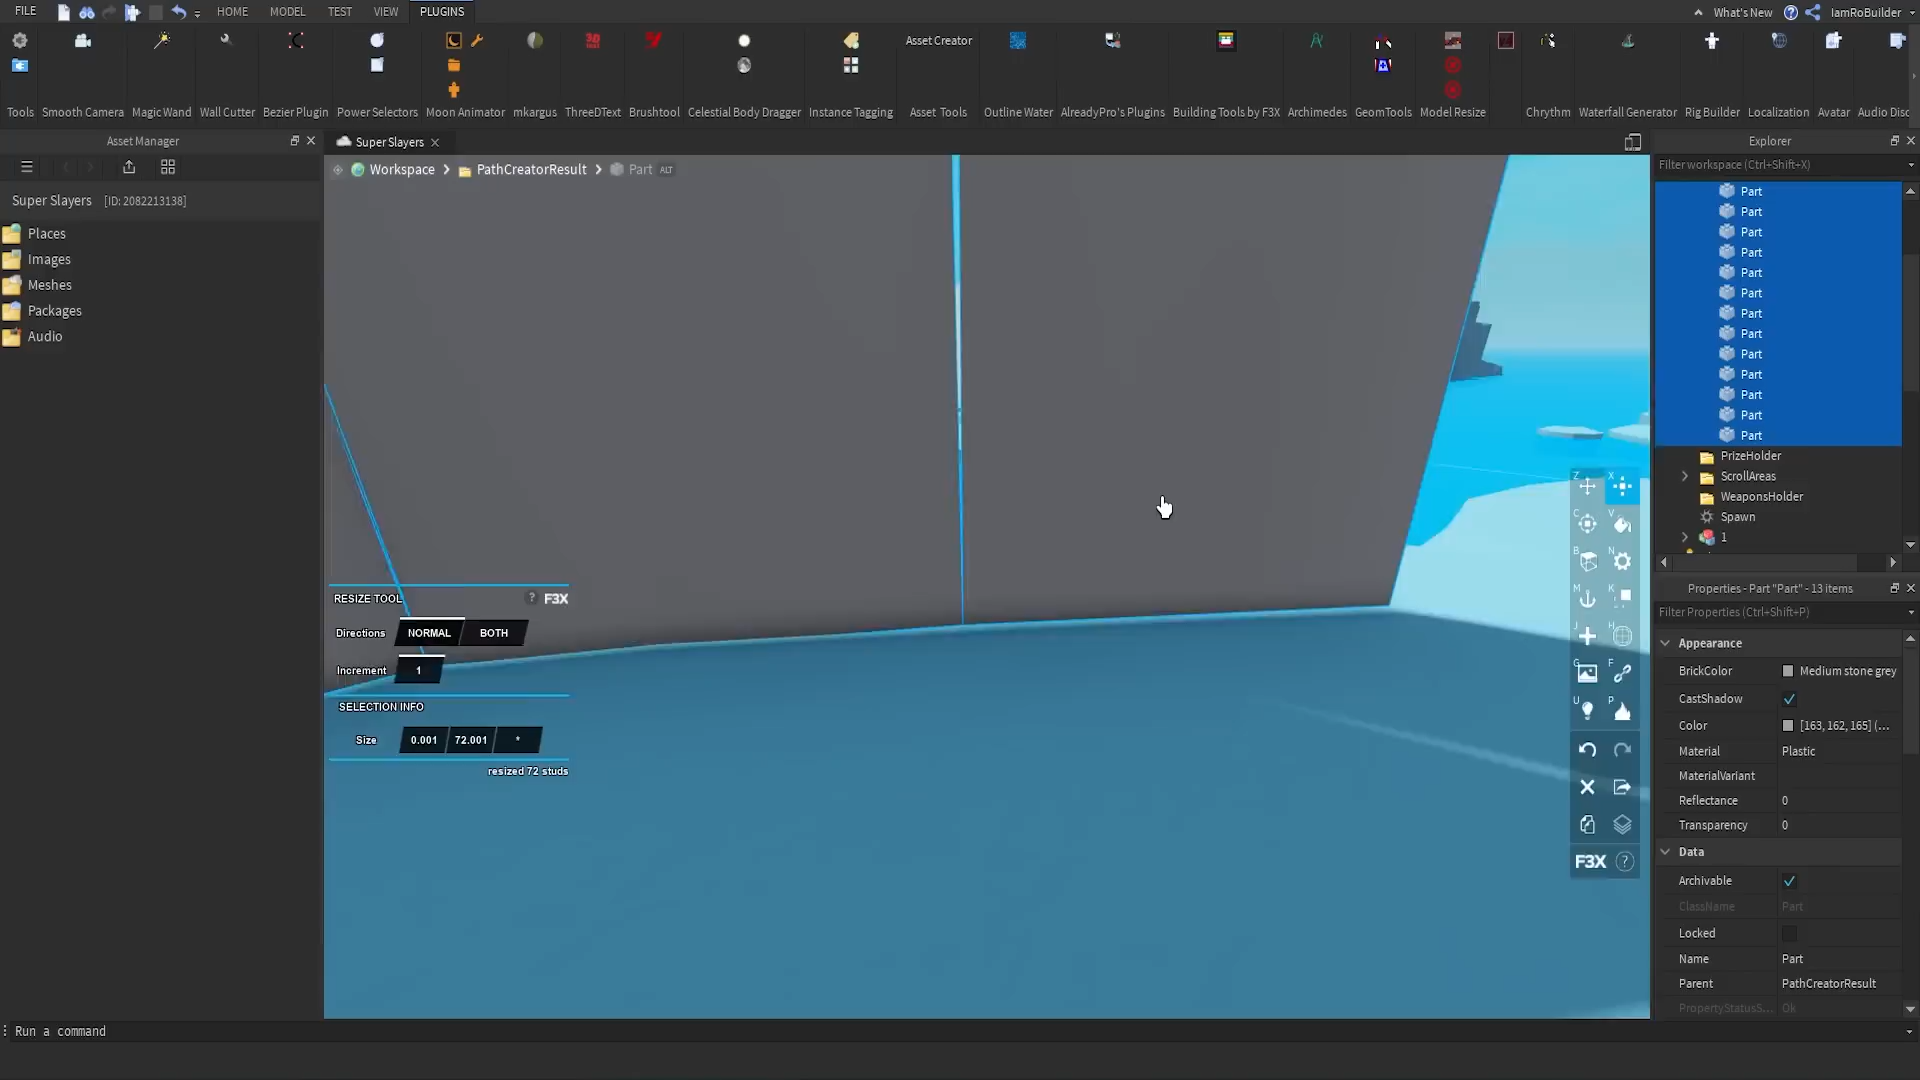 FILE HOME MODEL TEST VIEW PLUGINS What's New IamRoBuilder
Asset Creator
Tools Smooth Camera Magic Wand Wall Cutter Bezier Plugin Power Selectors Moon Animator mkargus ThreeDText Brushtool Celestial Body Dragger Instance Tagging Asset Tools Outline Water AlreadyPro's Plugins Building Tools by F3X Archimedes GeomTools Model Resize Chrythm Waterfall Generator Rig Builder Localization Avatar Audio Disc
Asset Manager
Super Slayers [ID: 2082213138]
Places
Images
Meshes
Packages
Audio
Super Slayers
Workspace PathCreatorResult Part ALT
RESIZE TOOL ? F3X
Directions NORMAL BOTH
Increment 1
SELECTION INFO
Size 0.001 72.001 *
resized 72 studs
Z X
C V
B N
M K
J H
G F
U P
F3X ?
Explorer
Filter workspace (Ctrl+Shift+X)
Part
Part
Part
Part
Part
Part
Part
Part
Part
Part
Part
Part
Part
PrizeHolder
ScrollAreas
WeaponsHolder
Spawn
1
Properties - Part "Part" - 13 items
Filter Properties (Ctrl+Shift+P)
Appearance
BrickColor Medium stone grey
CastShadow
Color [163, 162, 165] (...
Material Plastic
MaterialVariant
Reflectance 0
Transparency 0
Data
Archivable
ClassName Part
Locked
Name Part
Parent PathCreatorResult
PropertyStatusS... Ok
Run a command